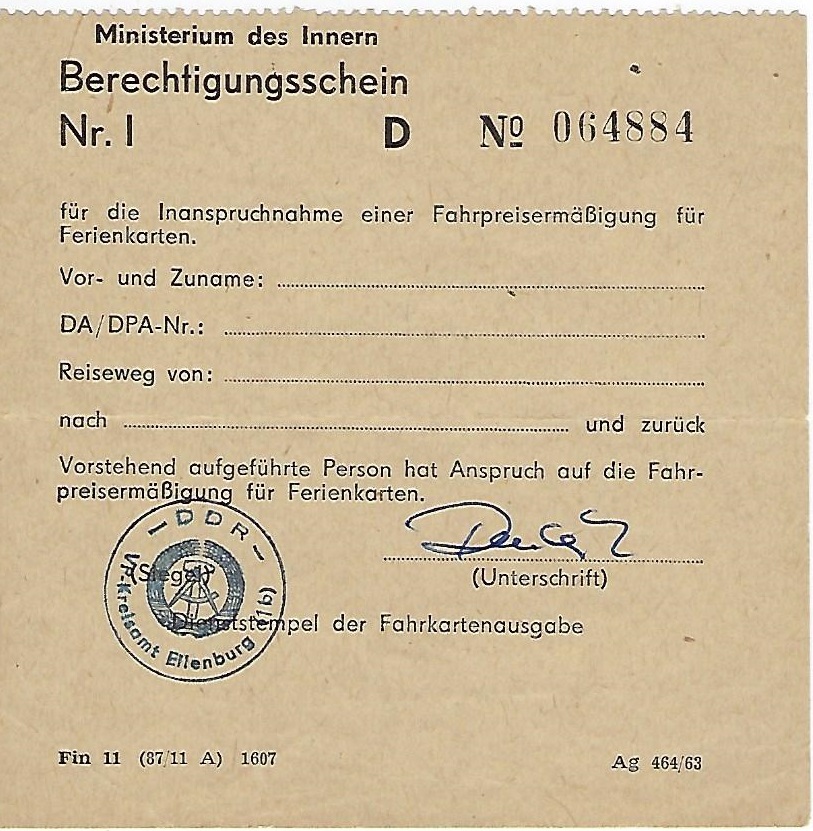 Ministerium des Innern
Berechtigungsschein
Nr. I D Nº 064884
für die Inanspruchnahme einer Fahrpreisermäßigung für
Ferienkarten.
Vor- und Zuname:
DA/DPA-Nr.:
Reiseweg von:
nach und zurück
Vorstehend aufgeführte Person hat Anspruch auf die Fahr-
preisermäßigung für Ferienkarten.
– DDR –
(Siegel)
VP-Kreisamt Eilenburg (1b)
(Unterschrift)
Dienststempel der Fahrkartenausgabe
Fin 11 (87/11 A) 1607
Ag 464/63